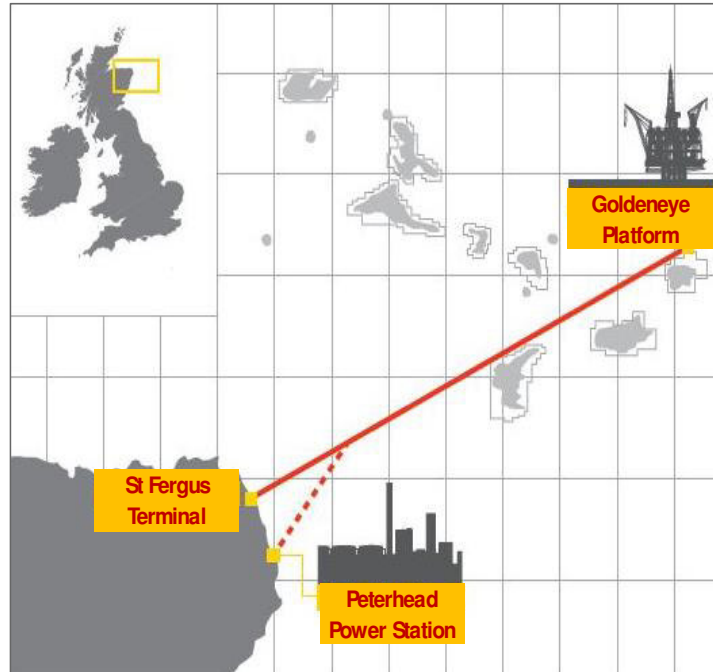 Goldeneye
Platform
St Fergus
Terminal
Peterhead
Power Station